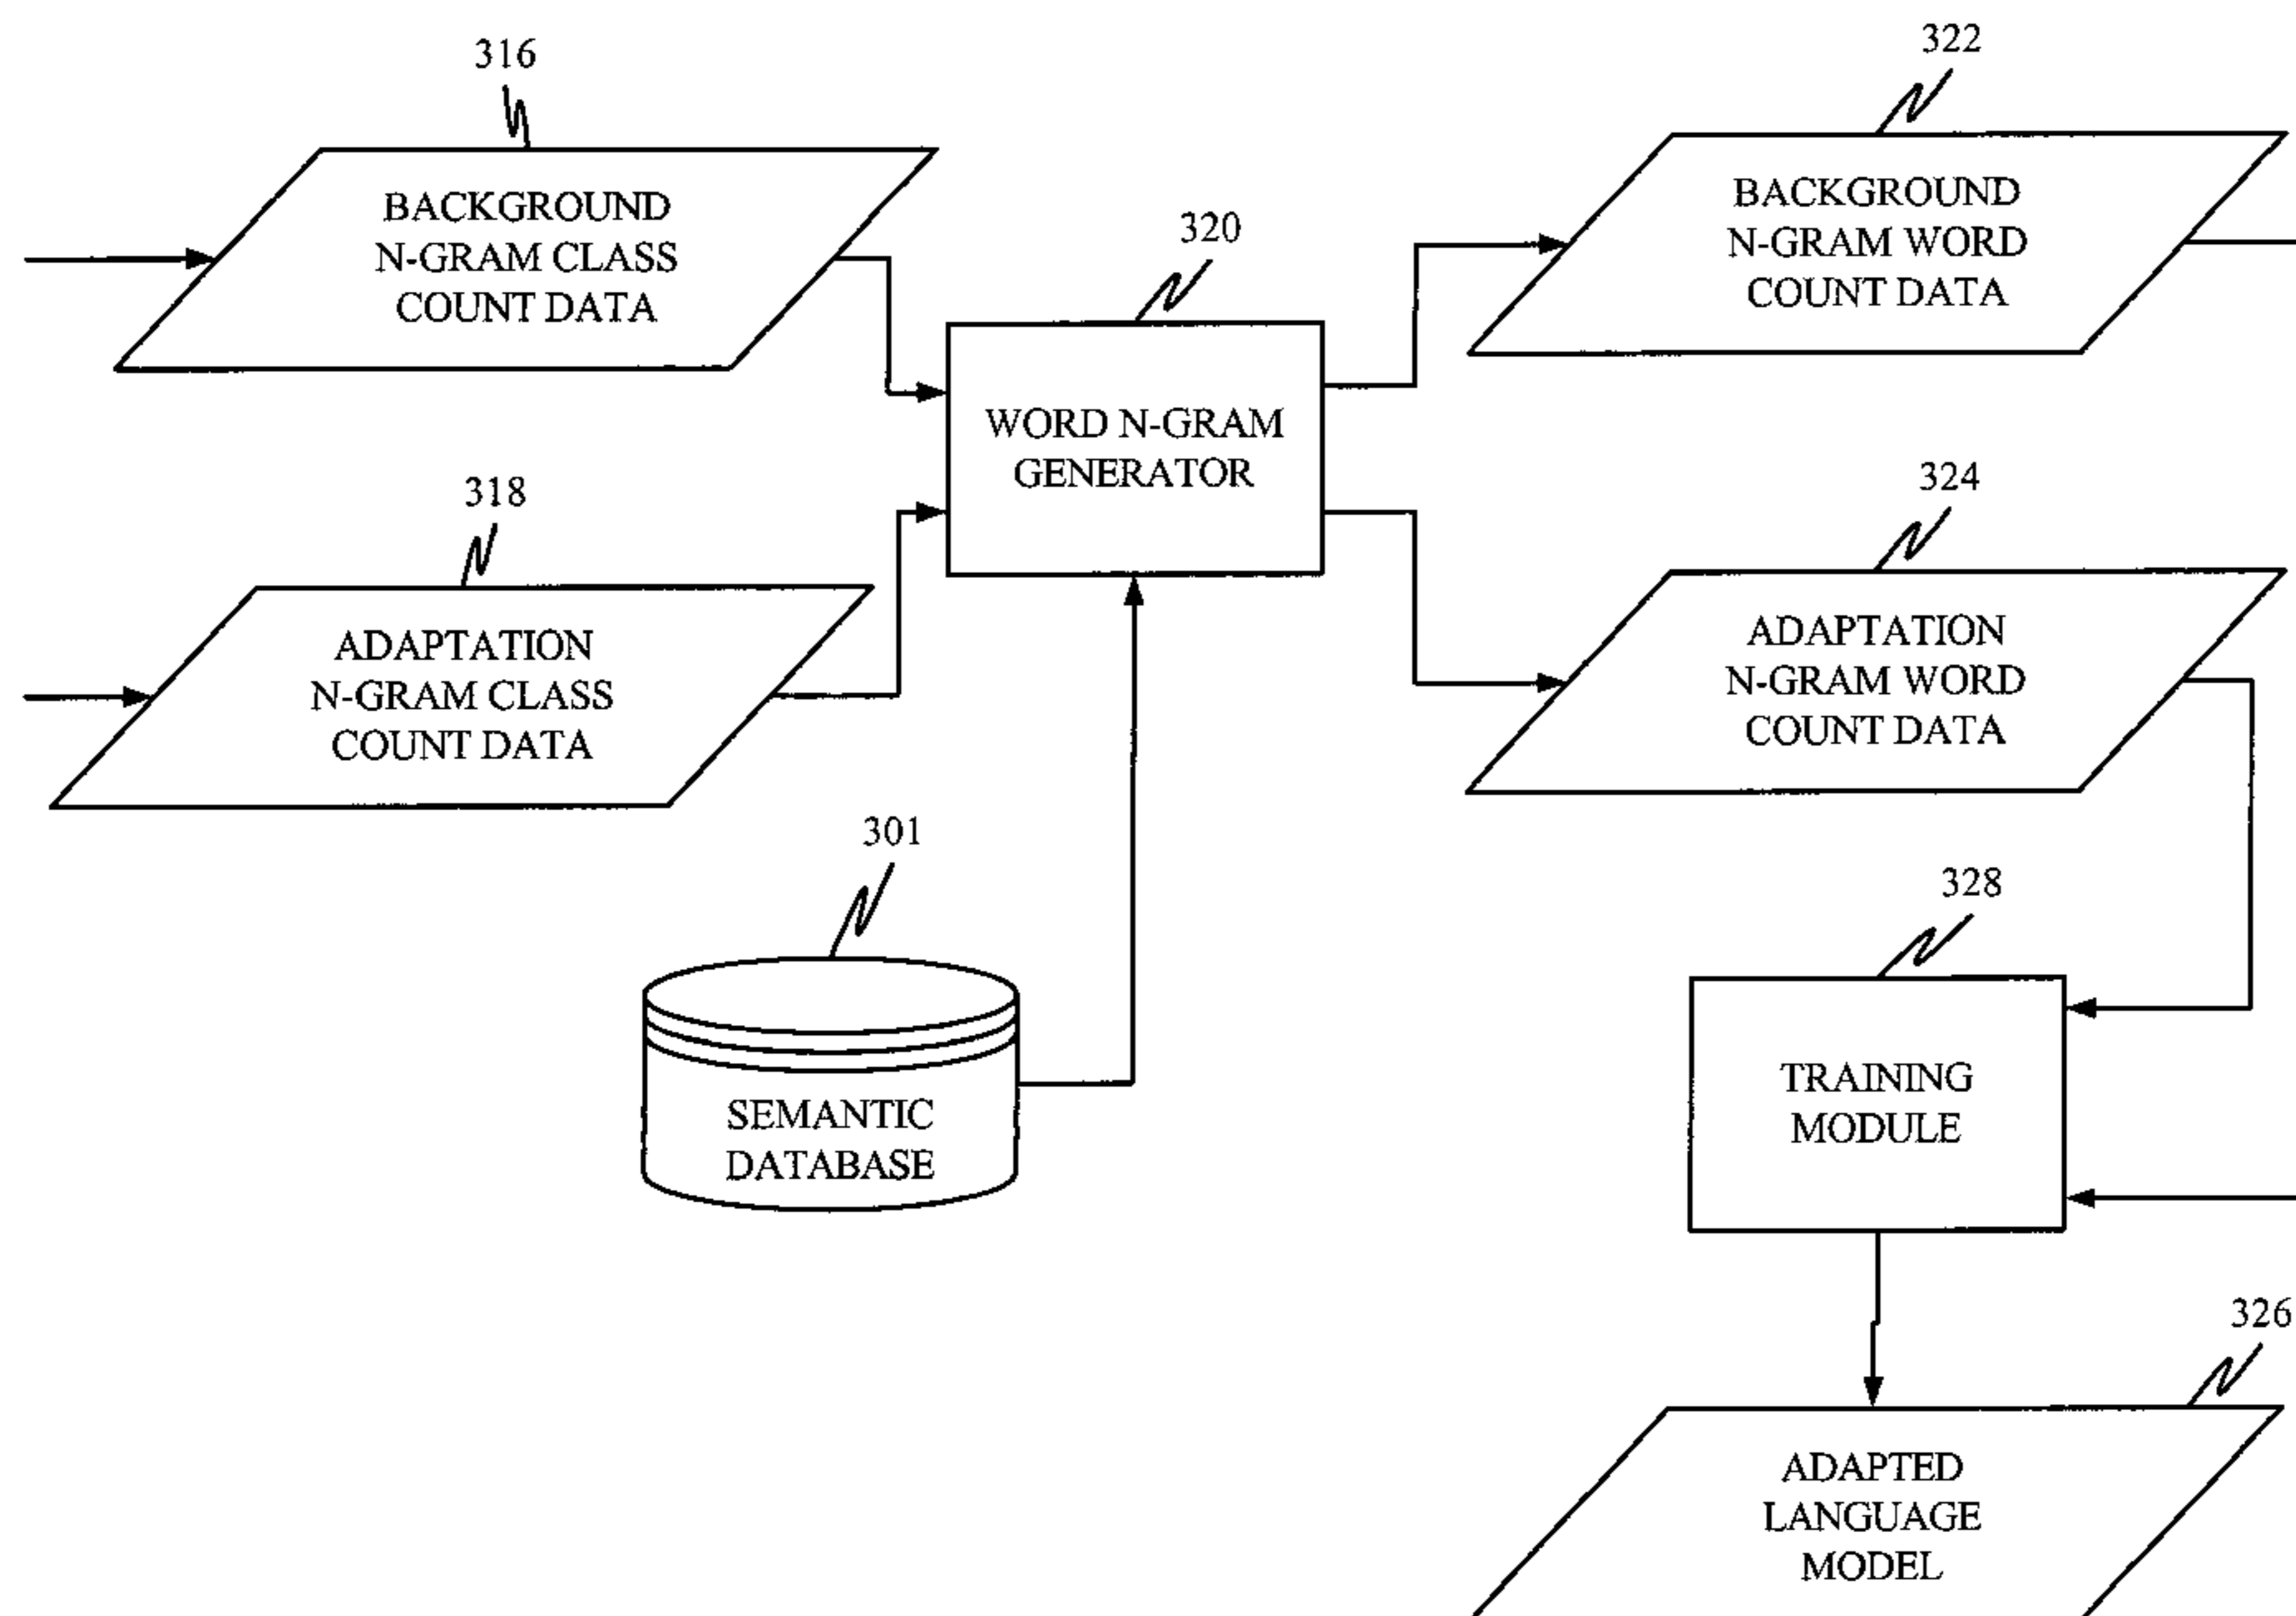 316
BACKGROUND
N-GRAM CLASS
COUNT DATA
318
ADAPTATION
N-GRAM CLASS
COUNT DATA
320
WORD N-GRAM
GENERATOR
301
SEMANTIC
DATABASE
322
BACKGROUND
N-GRAM WORD
COUNT DATA
324
ADAPTATION
N-GRAM WORD
COUNT DATA
328
TRAINING
MODULE
326
ADAPTED
LANGUAGE
MODEL